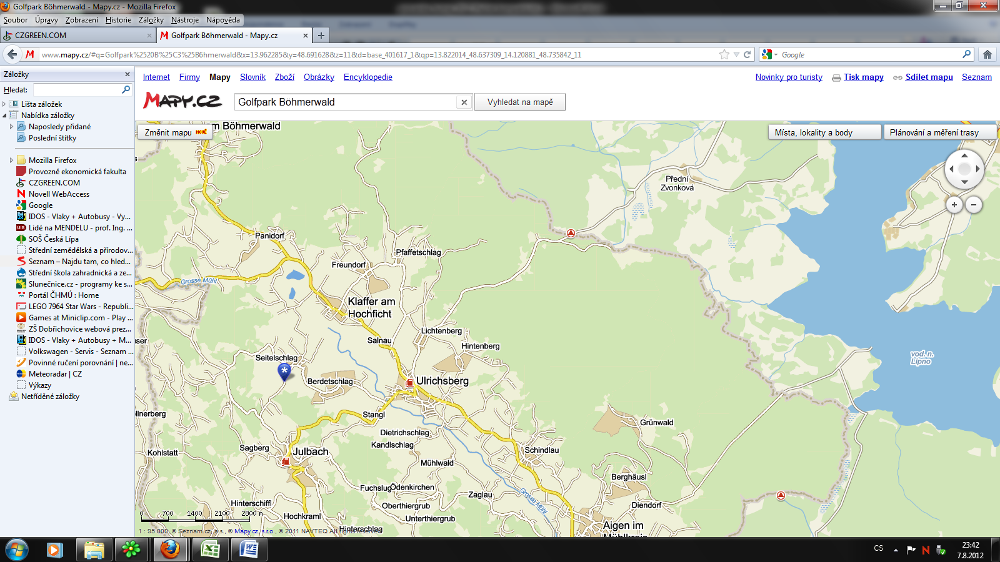 Golfpark Böhmerwald - Mapy.cz - Mozilla Firefox
Soubor Úpravy Zobrazení Historie Záložky Nástroje Nápověda
CZGREEN.COM
Golfpark Böhmerwald - Mapy.cz
www.mapy.cz/#q=Golfpark%2520B%25C3%25B6hmerwald&x=13.962285&y=48.691628&z=11&d=base_401617_1&qp=13.822014_48.637309_14.120881_48.735842_11
Google
Záložky
Hledat:
Lišta záložek
Nabídka záložky
Naposledy přidané
Poslední štítky
Mozilla Firefox
Provozně ekonomická fakulta
CZGREEN.COM
Novell WebAccess
Google
IDOS - Vlaky + Autobusy - Vy...
Lidé na MENDELU - prof. Ing. ...
SOŠ Česká Lípa
Střední zemědělská a přírodov...
Seznam – Najdu tam, co hled...
Střední škola zahradnická a ze...
Slunečnice.cz - programy ke s...
Portál ČHMÚ : Home
LEGO 7964 Star Wars - Republi...
Games at Miniclip.com - Play ...
ZŠ Dobřichovice webová prez...
IDOS - Vlaky + Autobusy + M...
Volkswagen - Servis - Seznam ...
Povinné ručení porovnání | ne...
Meteoradar | CZ
Výkazy
Netříděné záložky
Internet Firmy Mapy Slovník Zboží Obrázky Encyklopedie
Novinky pro turisty Tisk mapy Sdílet mapu Seznam
MAPY.CZ
Golfpark Böhmerwald
Vyhledat na mapě
Změnit mapu NOVÉ
am Böhmerwald
Místa, lokality a body
Plánování a měření trasy
Přední
Zvonková
Panidorf
Pfaffetschlag
Freundorf
Grosse Mühl
Klaffer am
Hochficht
Lichtenberg
Salnau
Hintenberg
Seitelschlag
vod. n.
Lipno
Berdetschlag
Ulrichsberg
Stangl
Grünwald
Dietrichschlag
Kandlschlag
Sagberg
Julbach
Kohlstatt
Schindlau
Mühlwald
Berghäusl
Fuchslug
Ödenkirchen
Zaglau
Grosse Mühl
Oberthiergrub
Diendorf
Hinterschiffl
Unterthiergrub
Hochkraml
Hinterschlag
Aigen im
Mühlkreis
0 700 1400 2100 2800 m
1 : 95 000, © Seznam.cz, a.s., © Mapy.cz, s.r.o., © 2011 NAVTEQ All rights reserved
CS
23:42
7.8.2012